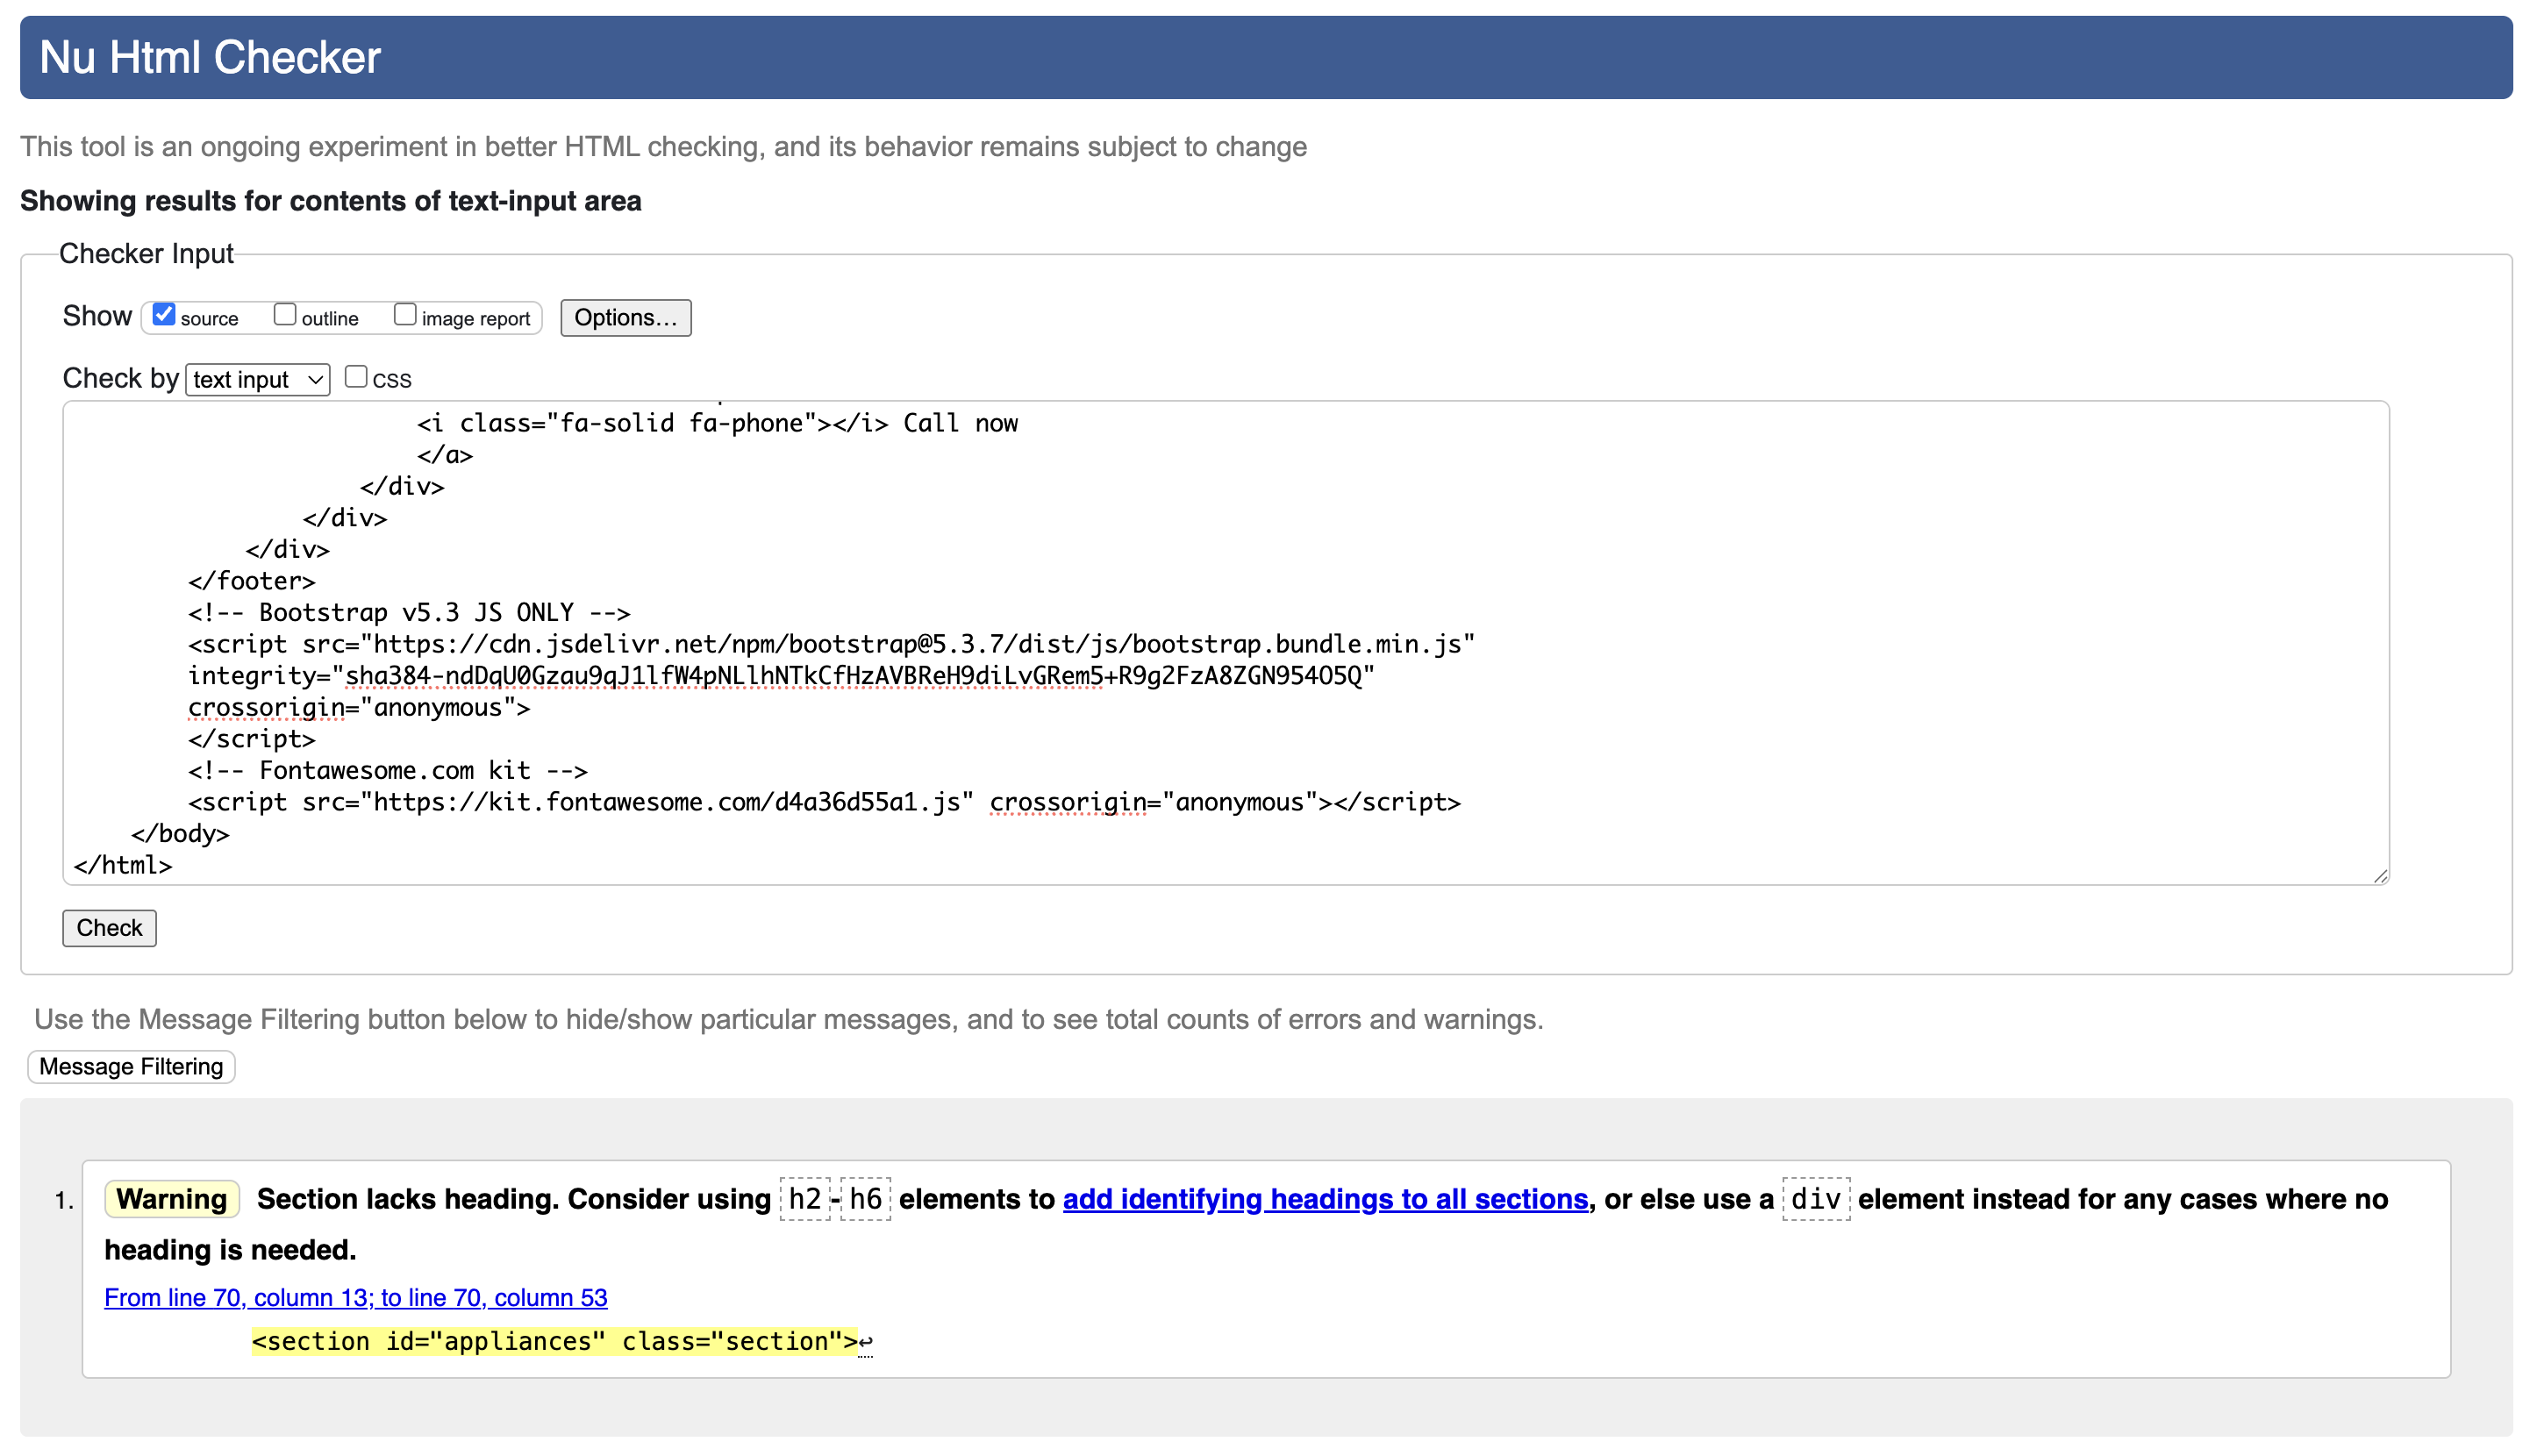 Nu Html Checker
This tool is an ongoing experiment in better HTML checking, and its behavior remains subject to change
Showing results for contents of text-input area
Checker Input
Show source outline image report Options...
Check by text input CSS
<i class="fa-solid fa-phone"></i> Call now
</a>
</div>
</div>
</div>
</footer>
<!-- Bootstrap v5.3 JS ONLY -->
<script src="https://cdn.jsdelivr.net/npm/bootstrap@5.3.7/dist/js/bootstrap.bundle.min.js"
integrity="sha384-ndDqU0Gzau9qJ1lfW4pNLlhNTkCfHzAVBReH9diLvGRem5+R9g2FzA8ZGN954O5Q"
crossorigin="anonymous">
</script>
<!-- Fontawesome.com kit -->
<script src="https://kit.fontawesome.com/d4a36d55a1.js" crossorigin="anonymous"></script>
</body>
</html>
Check
Use the Message Filtering button below to hide/show particular messages, and to see total counts of errors and warnings.
Message Filtering
1. Warning Section lacks heading. Consider using h2-h6 elements to add identifying headings to all sections, or else use a div element instead for any cases where no
heading is needed.
From line 70, column 13; to line 70, column 53
<section id="appliances" class="section">↩